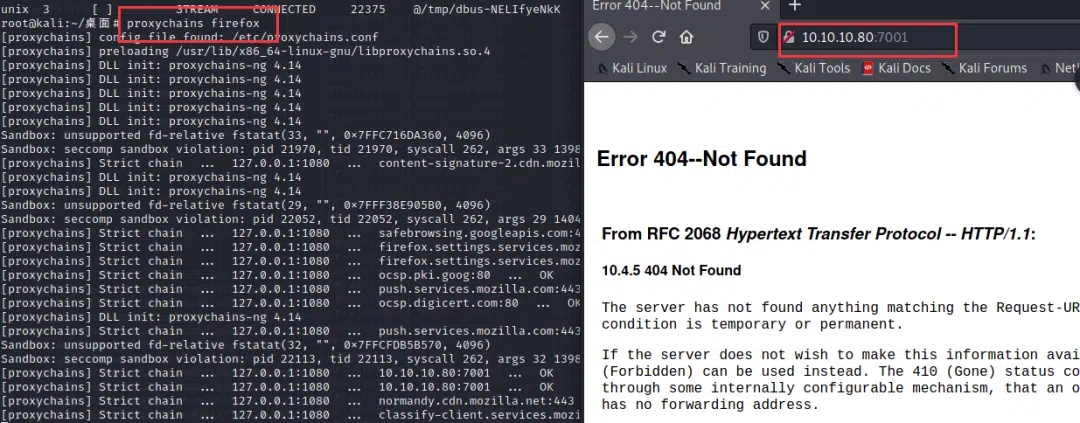 unix 3 [ ] STREAM CONNECTED 22375 @/tmp/dbus-NELIfyeNkK
root@kali:~/桌面# proxychains firefox
[proxychains] config file found: /etc/proxychains.conf
[proxychains] preloading /usr/lib/x86_64-linux-gnu/libproxychains.so.4
[proxychains] DLL init: proxychains-ng 4.14
[proxychains] DLL init: proxychains-ng 4.14
[proxychains] DLL init: proxychains-ng 4.14
[proxychains] DLL init: proxychains-ng 4.14
Sandbox: unsupported fd-relative fstatat(33, "", 0×7FFC716DA360, 4096)
Sandbox: seccomp sandbox violation: pid 21970, tid 21970, syscall 262, args 33 1398
[proxychains] Strict chain ... 127.0.0.1:1080 ... content-signature-2.cdn.mozil
[proxychains] DLL init: proxychains-ng 4.14
[proxychains] DLL init: proxychains-ng 4.14
Sandbox: unsupported fd-relative fstatat(29, "", 0×7FFF38E905B0, 4096)
Sandbox: seccomp sandbox violation: pid 22052, tid 22052, syscall 262, args 29 1404
[proxychains] Strict chain ... 127.0.0.1:1080 ... safebrowsing.googleapis.com:4
[proxychains] Strict chain ... 127.0.0.1:1080 ... firefox.settings.services.moz
[proxychains] Strict chain ... 127.0.0.1:1080 ... firefox.settings.services.moz
[proxychains] Strict chain ... 127.0.0.1:1080 ... ocsp.pki.goog:80 ... OK
[proxychains] Strict chain ... 127.0.0.1:1080 ... push.services.mozilla.com:443
[proxychains] Strict chain ... 127.0.0.1:1080 ... ocsp.digicert.com:80 ... OK
[proxychains] DLL init: proxychains-ng 4.14
[proxychains] Strict chain ... 127.0.0.1:1080 ... push.services.mozilla.com:443
Sandbox: unsupported fd-relative fstatat(32, "", 0×7FFCFDB5B570, 4096)
Sandbox: seccomp sandbox violation: pid 22113, tid 22113, syscall 262, args 32 1398
[proxychains] Strict chain ... 127.0.0.1:1080 ... 10.10.10.80:7001 ... OK
[proxychains] Strict chain ... 127.0.0.1:1080 ... 10.10.10.80:7001 ... OK
[proxychains] Strict chain ... 127.0.0.1:1080 ... normandy.cdn.mozilla.net:443
[proxychains] Strict chain ... 127.0.0.1:1080 ... classify-client.services.moz
Error 404--Not Found
10.10.10.80:7001
Kali Linux Kali Training Kali Tools Kali Docs Kali Forums Net
Error 404--Not Found
From RFC 2068 Hypertext Transfer Protocol -- HTTP/1.1:
10.4.5 404 Not Found
The server has not found anything matching the Request-UR
condition is temporary or permanent.
If the server does not wish to make this information avai
(Forbidden) can be used instead. The 410 (Gone) status co
through some internally configurable mechanism, that an o
has no forwarding address.